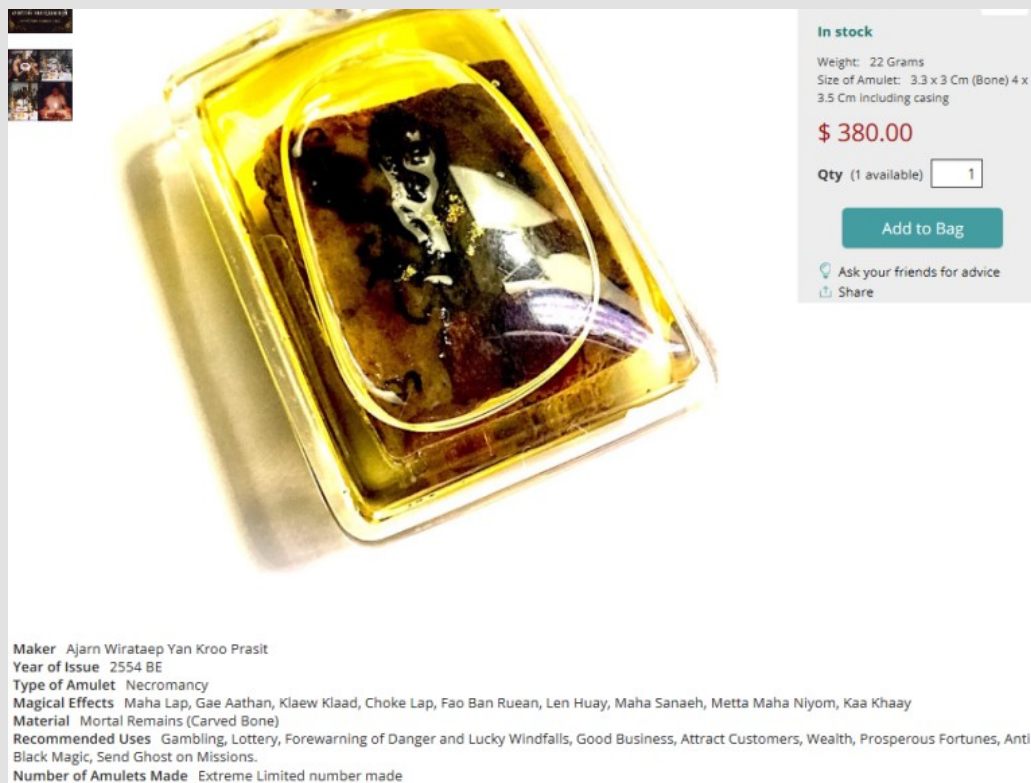 In stock
Weight: 22 Grams
Size of Amulet: 3.3 x 3 Cm (Bone) 4 x
3.5 Cm including casing
$ 380.00
Qty (1 available) 1
Add to Bag
Ask your friends for advice
Share
Maker Ajarn Wirataep Yan Kroo Prasit
Year of Issue 2554 BE
Type of Amulet Necromancy
Magical Effects Maha Lap, Gae Aathan, Klaew Klaad, Choke Lap, Fao Ban Ruean, Len Huay, Maha Sanaeh, Metta Maha Niyom, Kaa Khaay
Material Mortal Remains (Carved Bone)
Recommended Uses Gambling, Lottery, Forewarning of Danger and Lucky Windfalls, Good Business, Attract Customers, Wealth, Prosperous Fortunes, Anti
Black Magic, Send Ghost on Missions.
Number of Amulets Made Extreme Limited number made